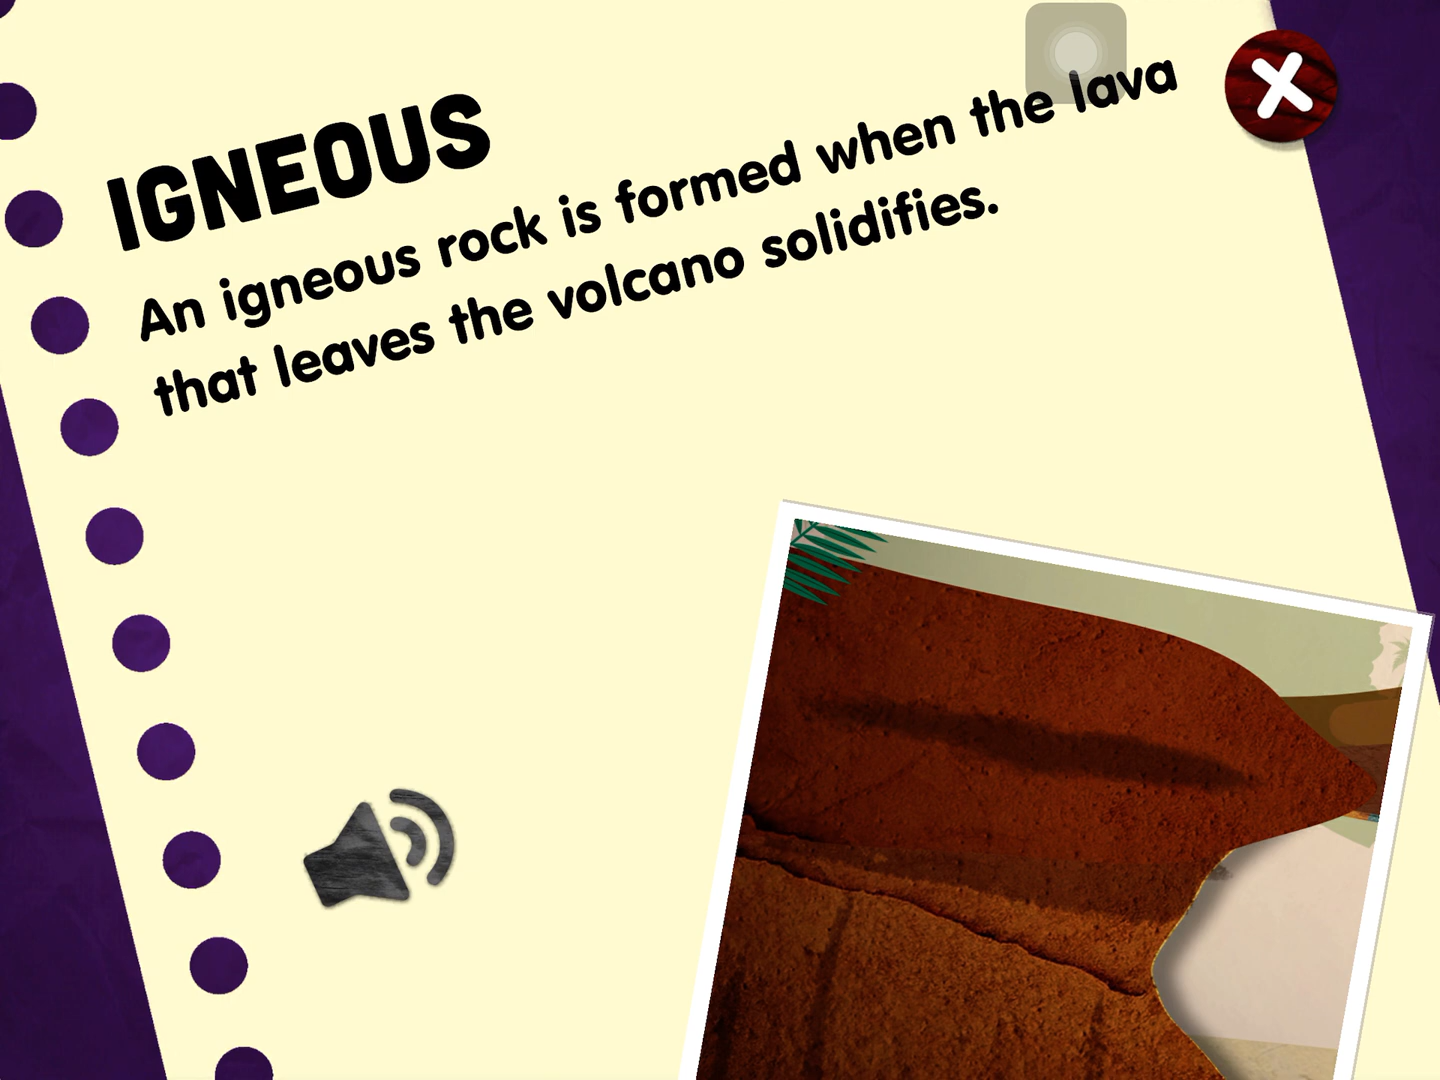 IGNEOUS
An igneous rock is formed when the lava
that leaves the volcano solidifies.